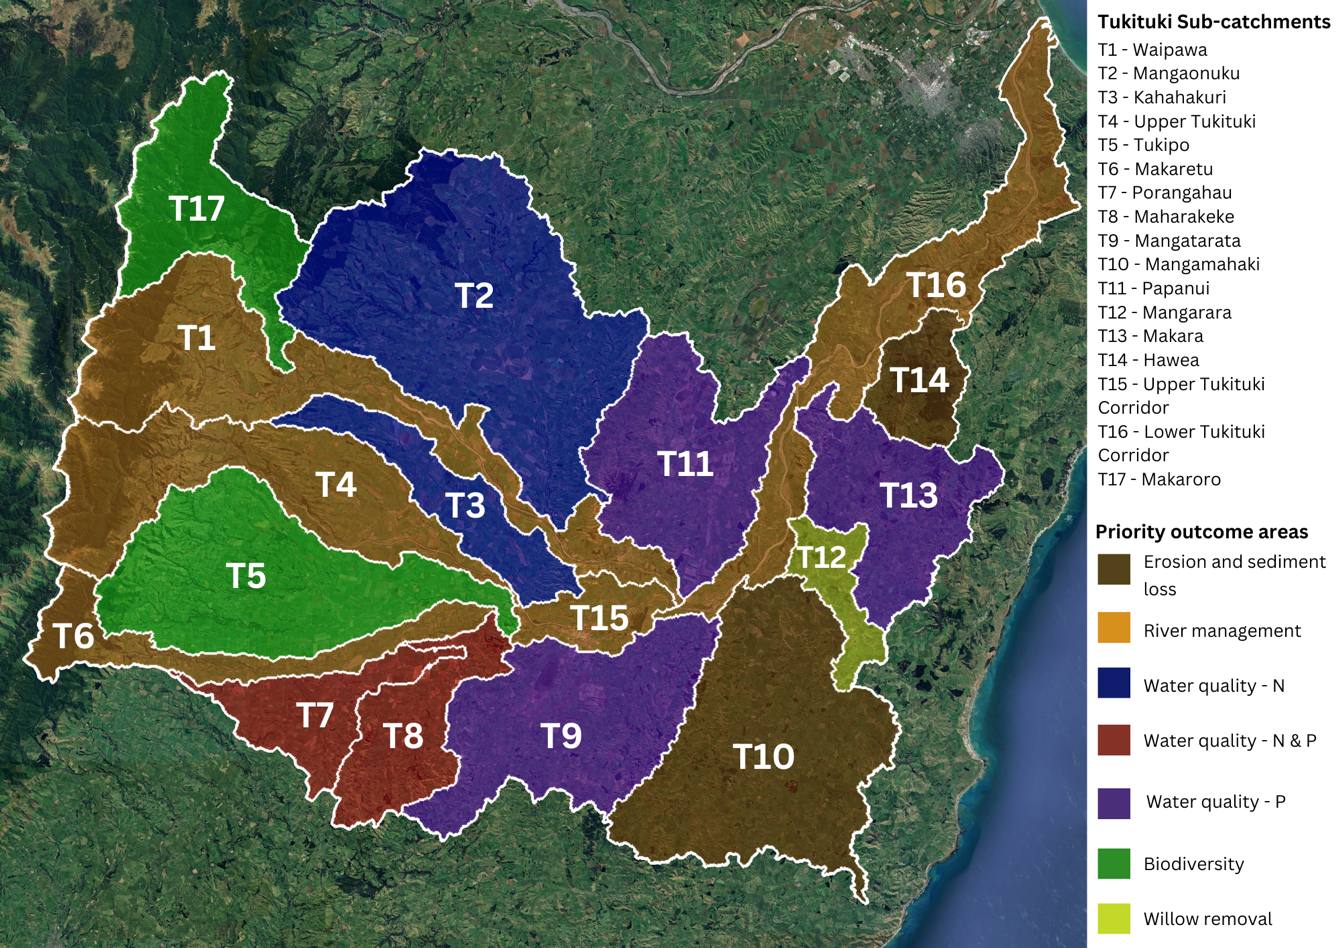 Tukituki Sub-catchments
T1 - Waipawa
T2 - Mangaonuku
T3 - Kahahakuri
T4 - Upper Tukituki
T5 - Tukipo
T6 - Makaretu
T7 - Porangahau
T8 - Maharakeke
T9 - Mangatarata
T10 - Mangamahaki
T11 - Papanui
T12 - Mangarara
T13 - Makara
T14 - Hawea
T15 - Upper Tukituki
Corridor
T16 - Lower Tukituki
Corridor
T17 - Makaroro
Priority outcome areas
Erosion and sediment
loss
River management
Water quality - N
Water quality - N & P
Water quality - P
Biodiversity
Willow removal
T17
T2
T16
T1
T14
T11
T4
T13
T3
T12
T5
T15
T6
T7
T8
T9
T10